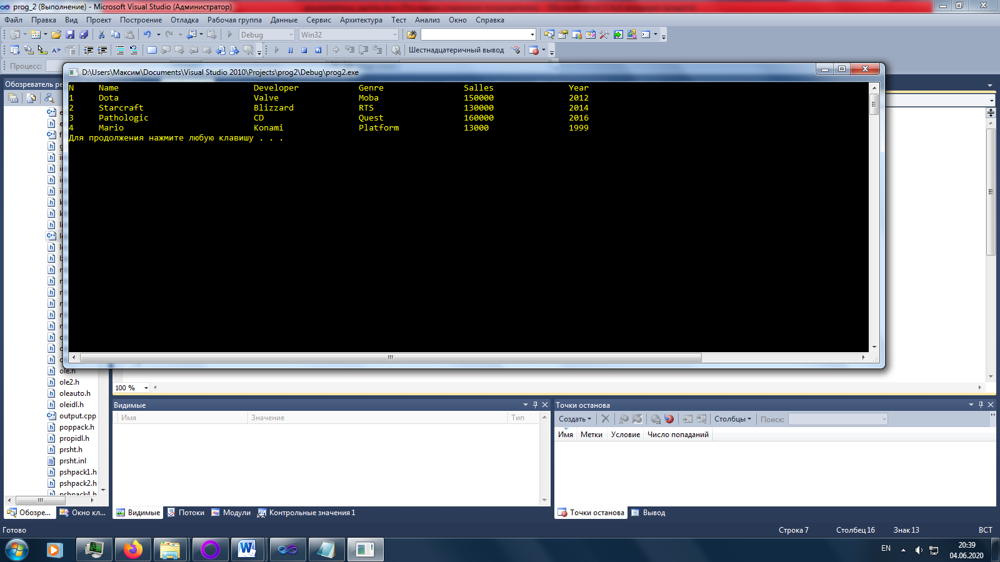 prog_2 (Выполнение) - Microsoft Visual Studio (Администратор)
Файл Правка Вид Проект Построение Отладка Рабочая группа Данные Сервис Архитектура Тест Анализ Окно Справка
Debug Win32
Шестнадцатеричный вывод
Процесс:
D:\Users\Максим\Documents\Visual Studio 2010\Projects\prog2\Debug\prog2.exe
Обозреватель ре
N Name Developer Genre Salles Year
1 Dota Valve Moba 150000 2012
2 Starcraft Blizzard RTS 130000 2014
3 Pathologic CD Quest 160000 2016
4 Mario Konami Platform 13000 1999
Для продолжения нажмите любую клавишу . . .
ole.h
ole2.h
oleauto.h
oleidl.h
output.cpp
poppack.h
propidl.h
prsht.h
prsht.inl
pshpack1.h
pshpack2.h
pshpack4.h
100 %
Видимые
Имя Значение Тип
Точки останова
Создать Столбцы Поиск:
Имя Метки Условие Число попаданий
Обозре... Окно кл... Видимые Потоки Модули Контрольные значения 1 Точки останова Вывод
Готово Строка 7 Столбец 16 Знак 13 ВСТ
EN 20:39
04.06.2020